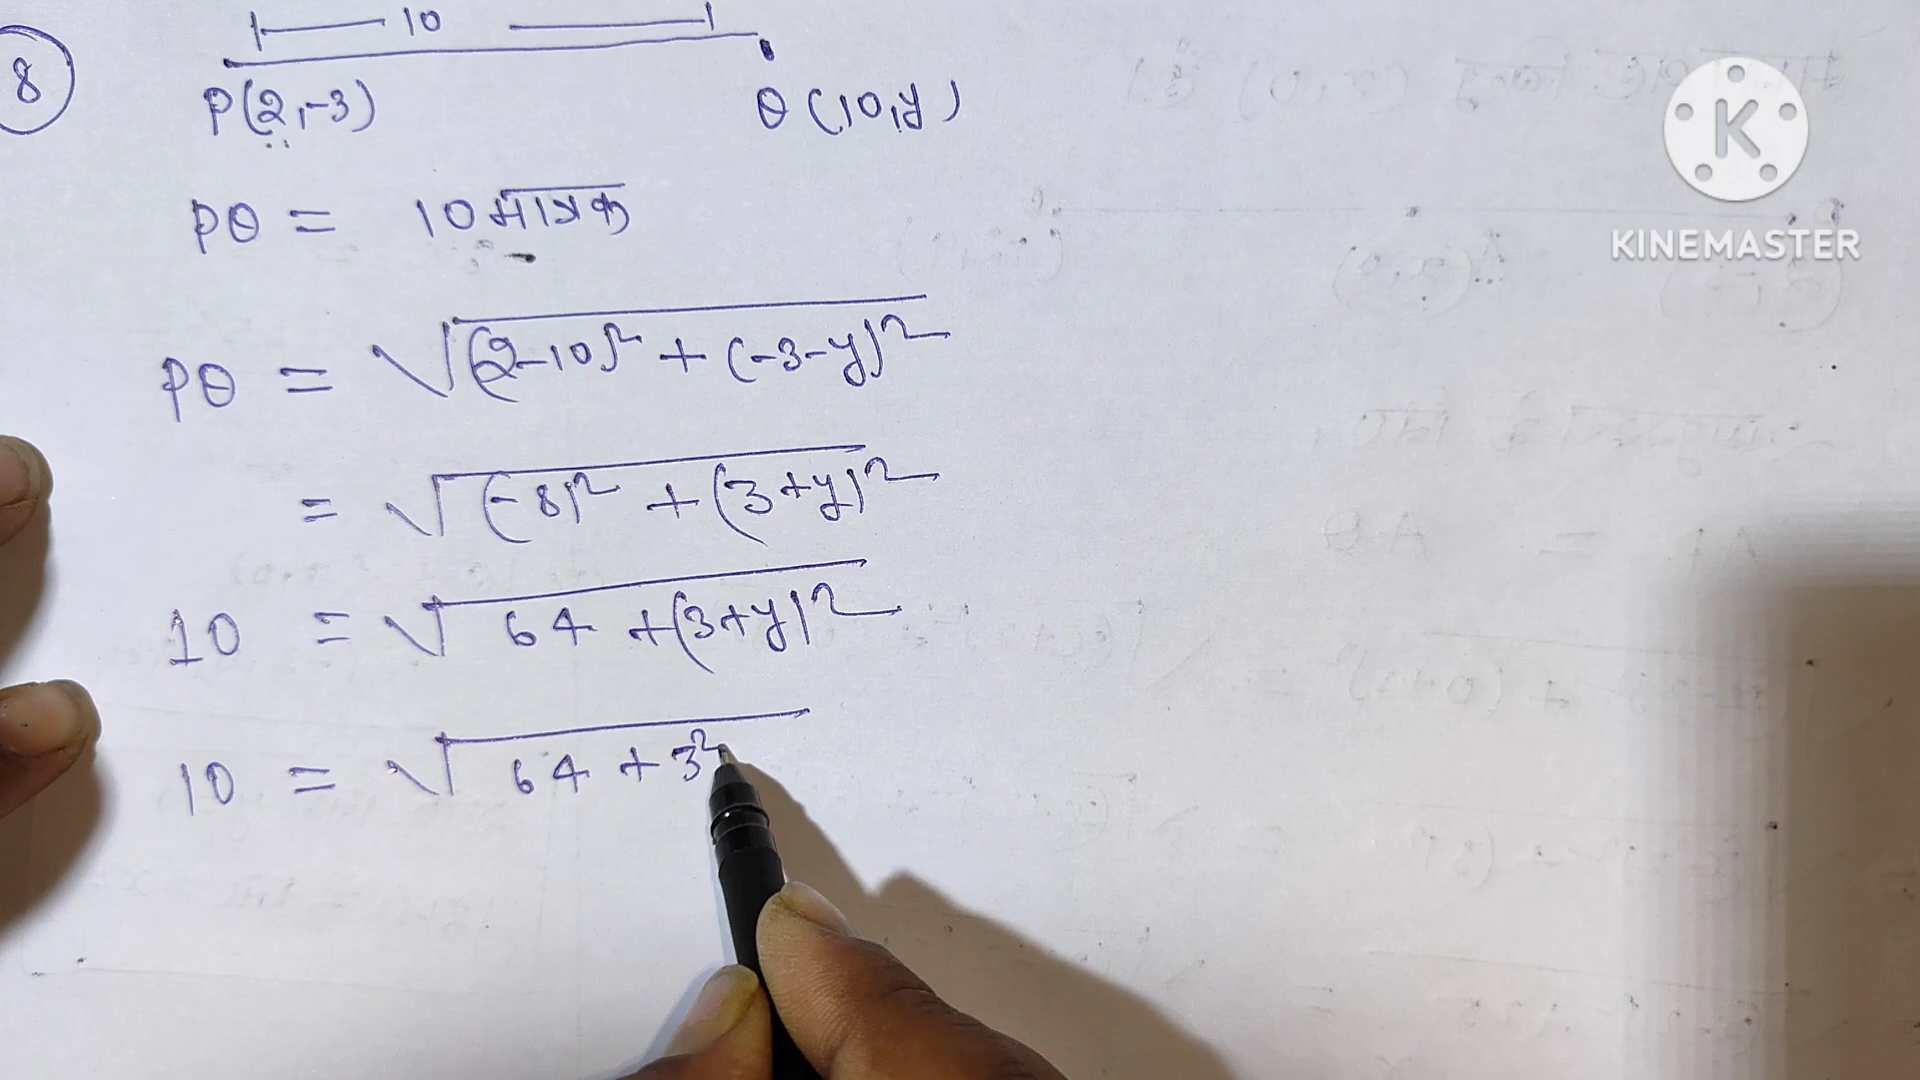 8
10
P(2,-3) Q(10,y)
PQ = 10 मात्रक
PQ = √(2-10)² + (-3-y)²
= √(-8)² + (3+y)²
10 = √64 + (3+y)²
10 = √64 + 3²
KINEMASTER